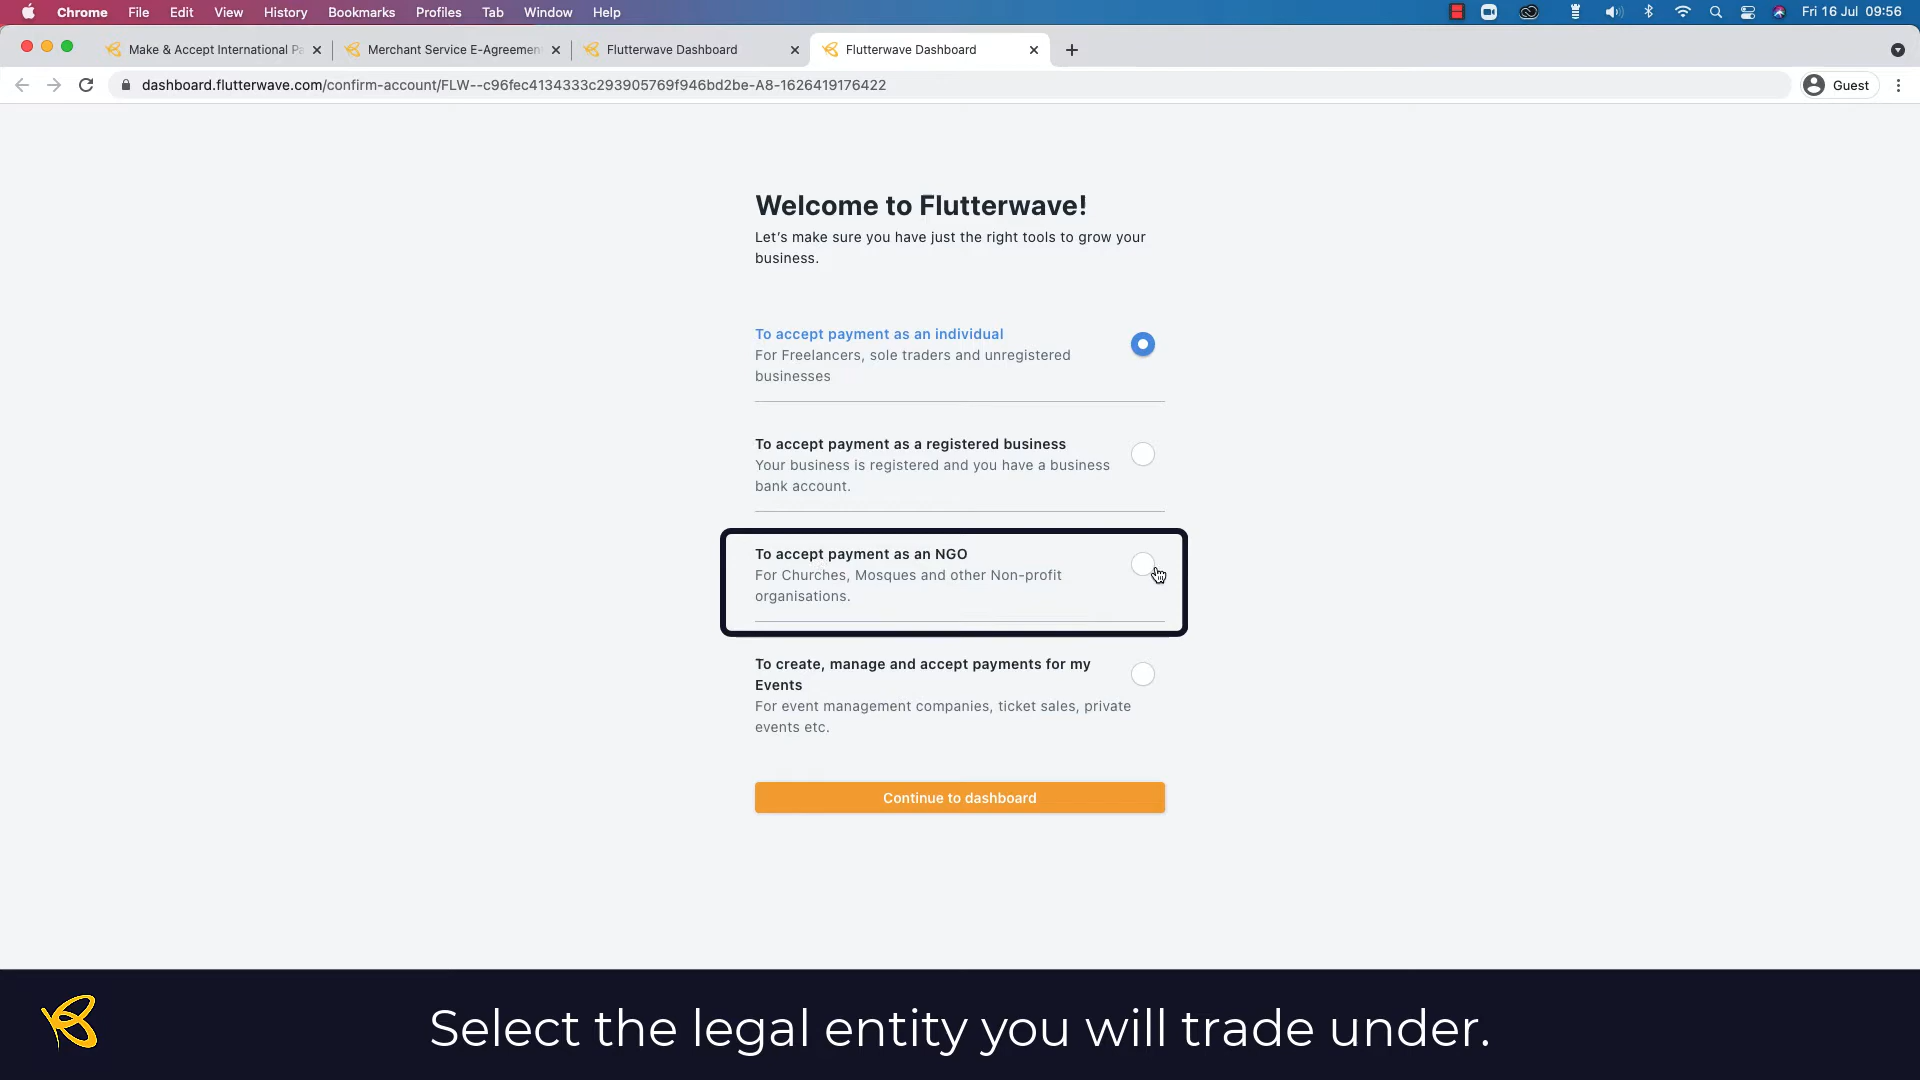 Chrome File Edit View History Bookmarks Profiles Tab Window Help Fri 16 Jul 09:56
Make & Accept International Pa Merchant Service E-Agreement Flutterwave Dashboard Flutterwave Dashboard
dashboard.flutterwave.com/confirm-account/FLW--c96fec4134333c293905769f946bd2be-A8-1626419176422 Guest
Welcome to Flutterwave!
Let's make sure you have just the right tools to grow your
business.
To accept payment as an individual
For Freelancers, sole traders and unregistered
businesses
To accept payment as a registered business
Your business is registered and you have a business
bank account.
To accept payment as an NGO
For Churches, Mosques and other Non-profit
organisations.
To create, manage and accept payments for my
Events
For event management companies, ticket sales, private
events etc.
Continue to dashboard
Select the legal entity you will trade under.